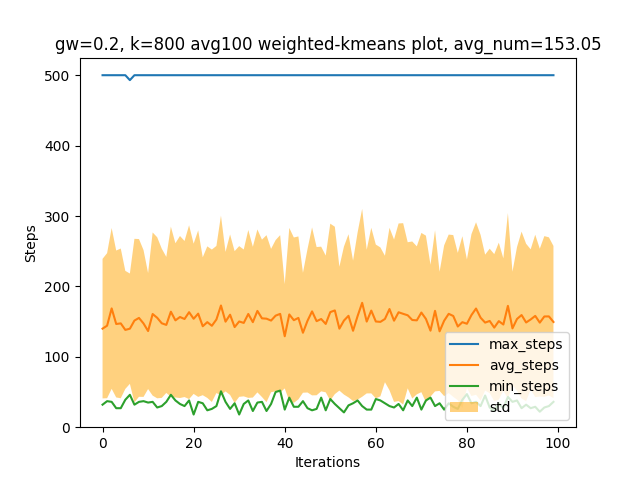 gw=0.2, k=800 avg100 weighted-kmeans plot, avg_num=153.05
500
400
300
200
100
0
Steps
max_steps
avg_steps
min_steps
std
0
20
40
60
80
100
Iterations